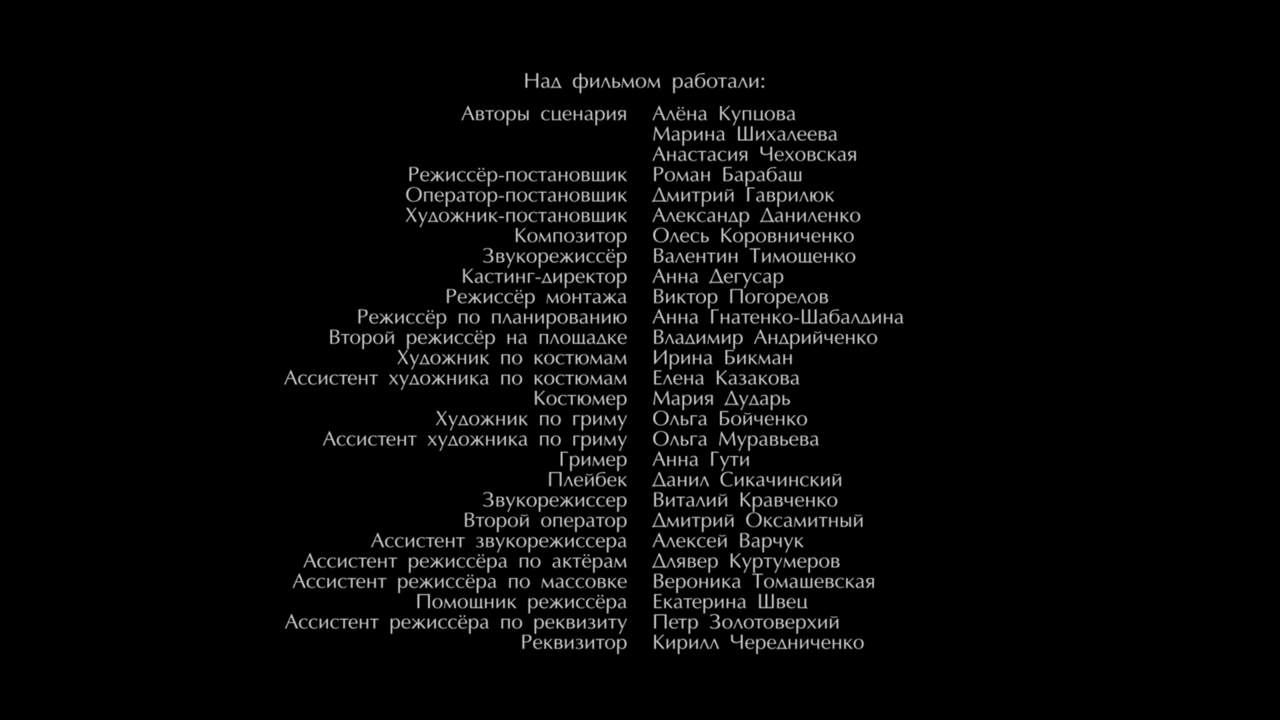 Над фильмом работали:
Авторы сценария Алёна Купцова
Марина Шихалеева
Анастасия Чеховская
Режиссёр-постановщик Роман Барабаш
Оператор-постановщик Дмитрий Гаврилюк
Художник-постановщик Александр Даниленко
Композитор Олесь Коровниченко
Звукорежиссёр Валентин Тимошенко
Кастинг-директор Анна Дегусар
Режиссёр монтажа Виктор Погорелов
Режиссёр по планированию Анна Гнатенко-Шабалдина
Второй режиссёр на площадке Владимир Андрийченко
Художник по костюмам Ирина Бикман
Ассистент художника по костюмам Елена Казакова
Костюмер Мария Дударь
Художник по гриму Ольга Бойченко
Ассистент художника по гриму Ольга Муравьева
Гример Анна Гути
Плейбек Данил Сикачинский
Звукорежиссер Виталий Кравченко
Второй оператор Дмитрий Оксамитный
Ассистент звукорежиссера Алексей Варчук
Ассистент режиссёра по актёрам Длявер Куртумеров
Ассистент режиссёра по массовке Вероника Томашевская
Помощник режиссёра Екатерина Швец
Ассистент режиссёра по реквизиту Петр Золотоверхий
Реквизитор Кирилл Чередниченко